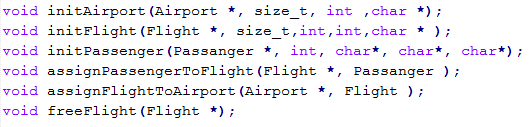 void initAirport(Airport *, size_t, int ,char *);
void initFlight(Flight *, size_t,int,int,char * );
void initPassenger(Passanger *, int, char*, char*, char*);
void assignPassengerToFlight(Flight *, Passanger );
void assignFlightToAirport(Airport *, Flight );
void freeFlight(Flight *);